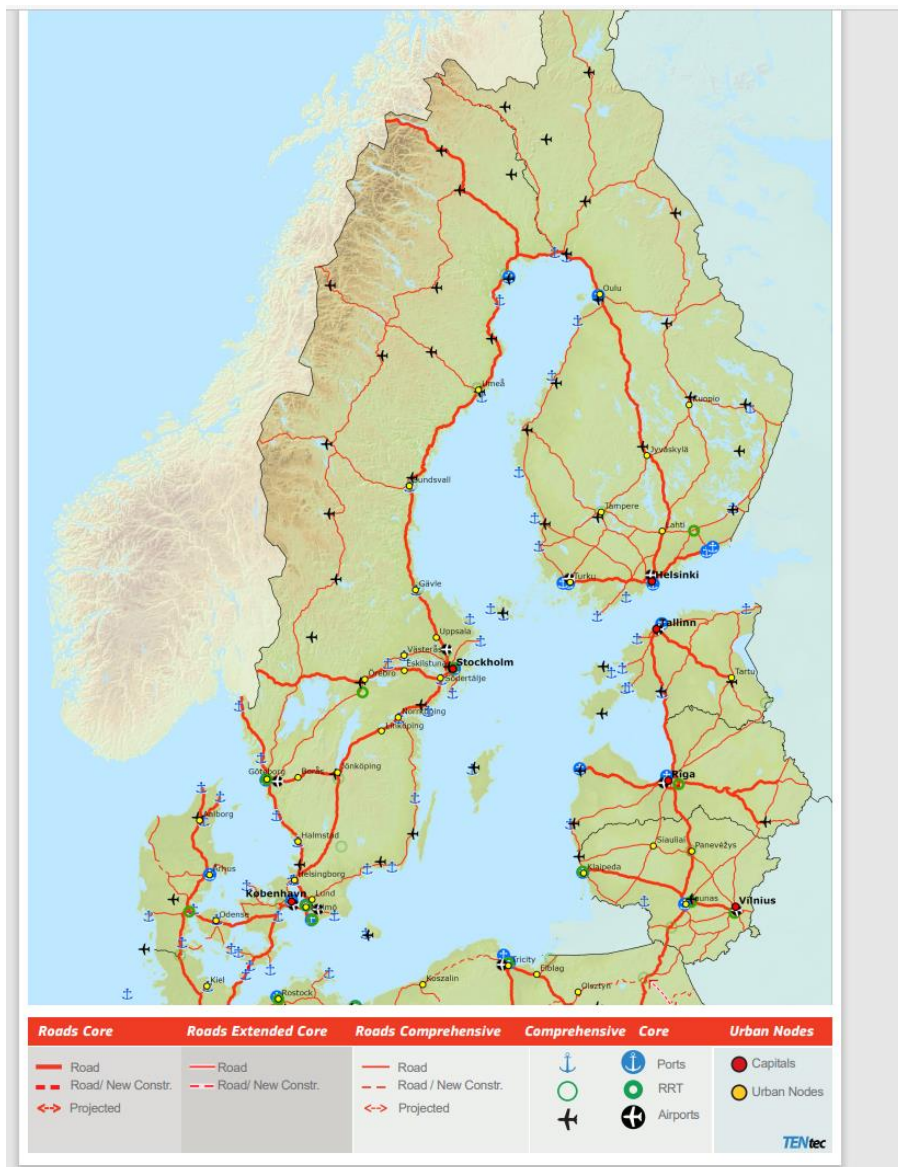 Oulu
Umeå
Kuopio
Jyväskylä
Sundsvall
Tampere
Lahti
Turku
Helsinki
Gävle
Uppsala
Tallinn
Västerås
Stockholm
Eskilstuna
Örebro
Södertälje
Tartu
Norrköping
Linköping
Göteborg
Borås
Jönköping
Riga
Aalborg
Halmstad
Siauliai
Panevėžys
Århus
Helsingborg
Klaipeda
København
Lund
Malmö
Kaunas
Vilnius
Odense
Tricity
Elbląg
Kiel
Koszalin
Olsztyn
Rostock
Roads Core Roads Extended Core Roads Comprehensive Comprehensive Core Urban Nodes
Road Road Road Ports Capitals
Road/ New Constr. Road/ New Constr. Road / New Constr. RRT Urban Nodes
Projected Projected Airports
TENtec